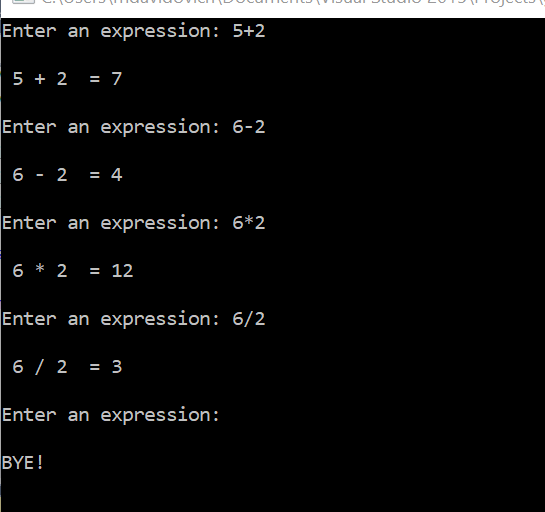 C:\Users\mdavidovich\Documents\Visual Studio 2015\Projects\
Enter an expression: 5+2
5 + 2  = 7
Enter an expression: 6-2
6 - 2  = 4
Enter an expression: 6*2
6 * 2  = 12
Enter an expression: 6/2
6 / 2  = 3
Enter an expression:
BYE!